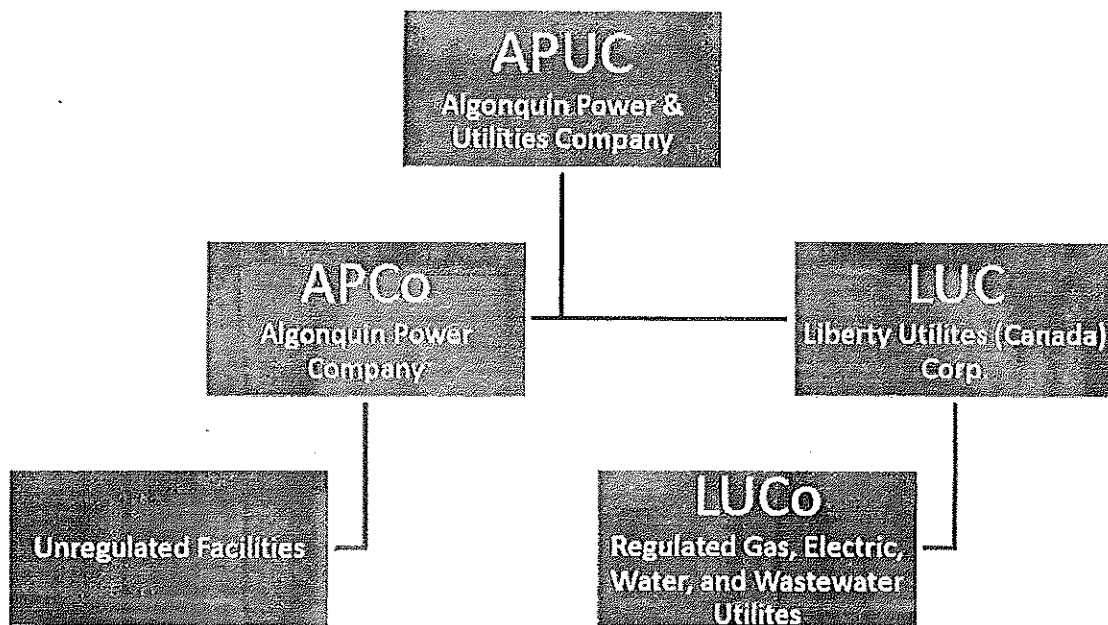 APUC
Algonquin Power &
Utilities Company
APCo
Algonquin Power
Company
LUC
Liberty Utilites (Canada)
Corp.
Unregulated Facilities
LUCo
Regulated Gas, Electric,
Water, and Wastewater
Utilites